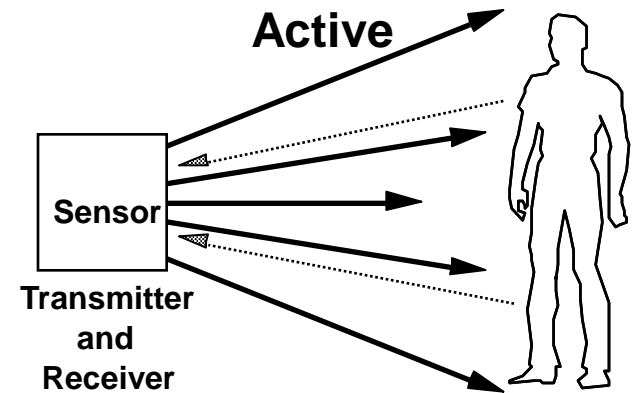 Active
Sensor
Transmitter
and
Receiver